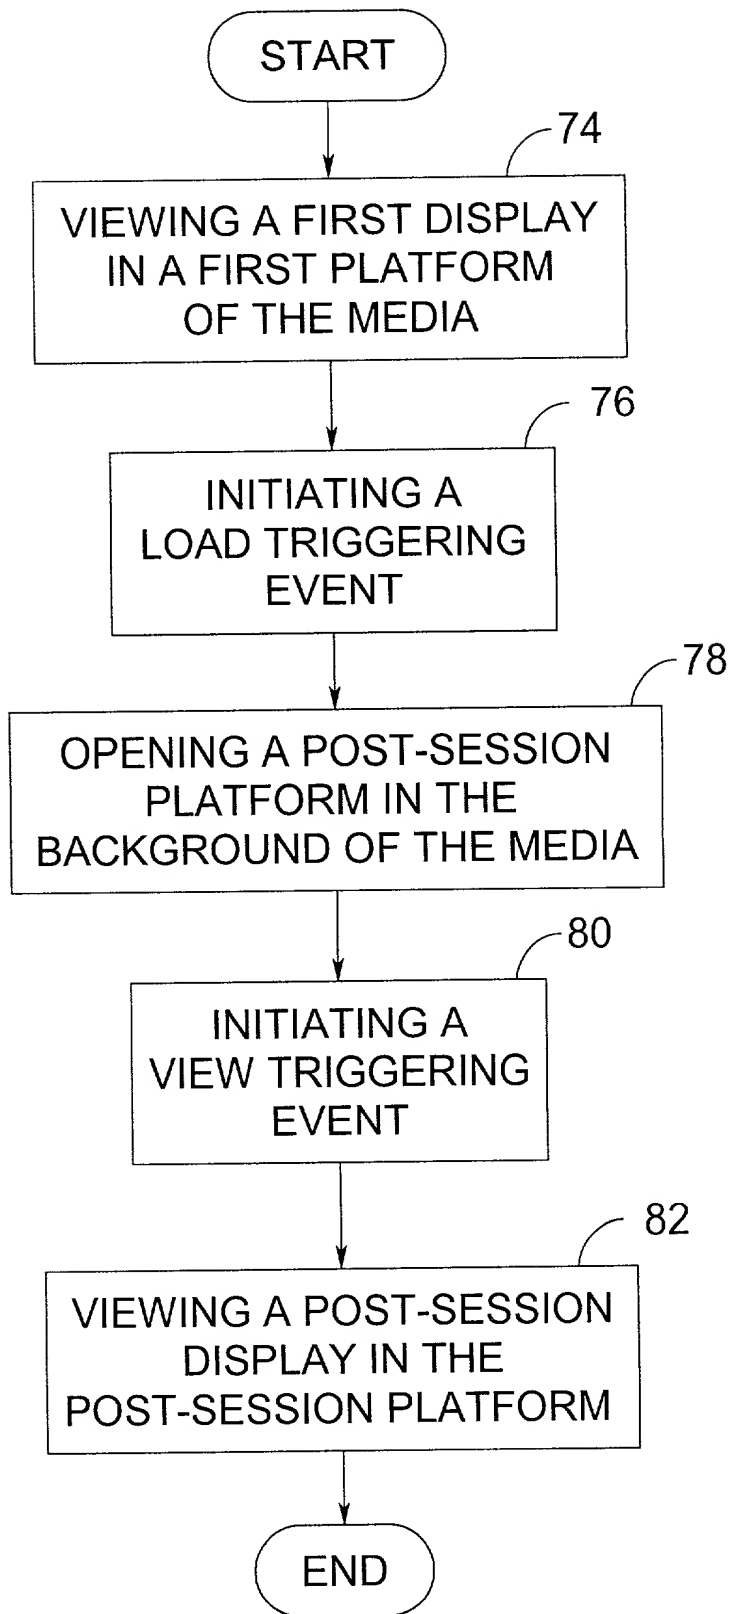 START
74
VIEWING A FIRST DISPLAY
IN A FIRST PLATFORM
OF THE MEDIA
76
INITIATING A
LOAD TRIGGERING
EVENT
78
OPENING A POST-SESSION
PLATFORM IN THE
BACKGROUND OF THE MEDIA
80
INITIATING A
VIEW TRIGGERING
EVENT
82
VIEWING A POST-SESSION
DISPLAY IN THE
POST-SESSION PLATFORM
END